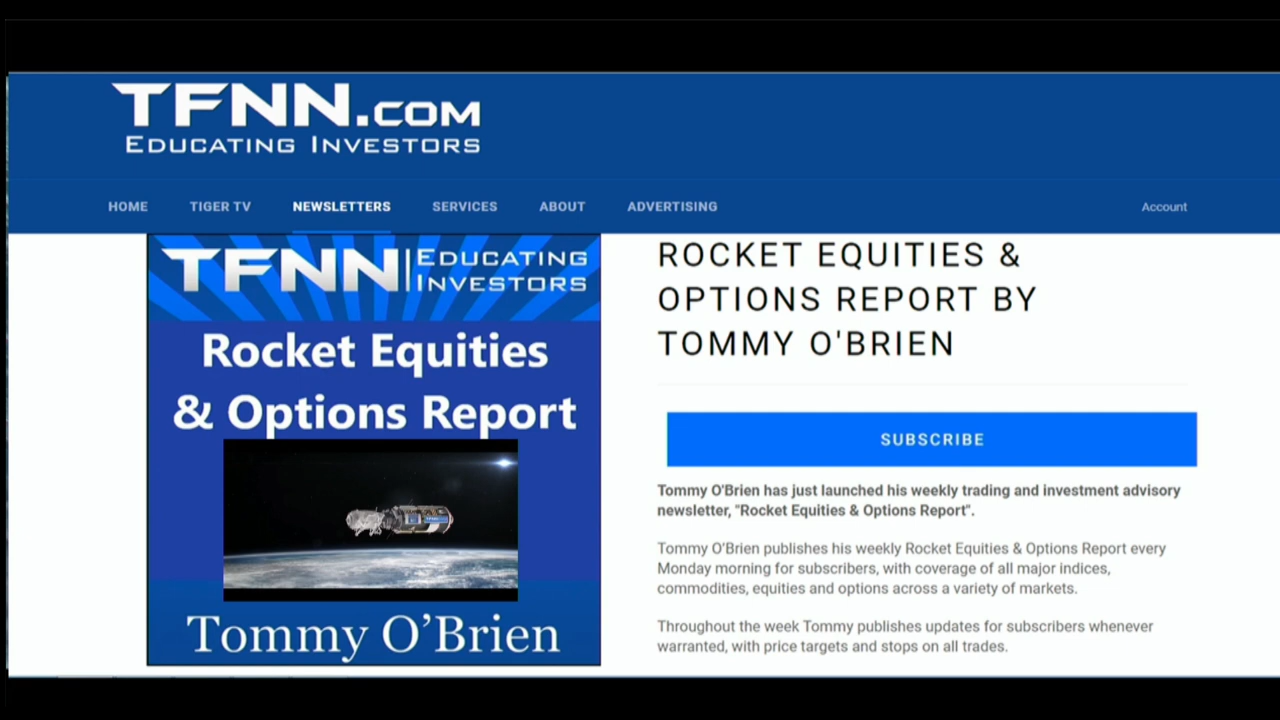 TFNN.COM
EDUCATING INVESTORS
HOME TIGER TV NEWSLETTERS SERVICES ABOUT ADVERTISING Account
TFNN EDUCATING
INVESTORS
Rocket Equities
& Options Report
TFNN
Tommy O’Brien
ROCKET EQUITIES &
OPTIONS REPORT BY
TOMMY O'BRIEN
SUBSCRIBE
Tommy O'Brien has just launched his weekly trading and investment advisory
newsletter, "Rocket Equities & Options Report".
Tommy O’Brien publishes his weekly Rocket Equities & Options Report every
Monday morning for subscribers, with coverage of all major indices,
commodities, equities and options across a variety of markets.
Throughout the week Tommy publishes updates for subscribers whenever
warranted, with price targets and stops on all trades.